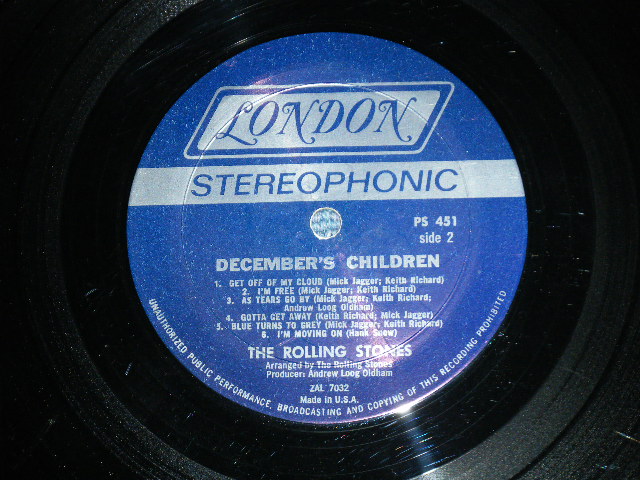 LONDON
STEREOPHONIC
PS 451
side 2
DECEMBER'S CHILDREN
1. GET OFF OF MY CLOUD (Mick Jagger; Keith Richard)
2. I'M FREE (Mick Jagger; Keith Richard)
3. AS TEARS GO BY (Mick Jagger; Keith Richard;
Andrew Loog Oldham)
4. GOTTA GET AWAY (Keith Richard; Mick Jagger)
5. BLUE TURNS TO GREY (Mick Jagger; Keith Richard)
6. I'M MOVING ON (Hank Snow)
THE ROLLING STONES
Arranged by The Rolling Stones
Producer: Andrew Loog Oldham
ZAL 7032
Made in U.S.A.
UNAUTHORIZED PUBLIC PERFORMANCE, BROADCASTING AND COPYING OF THIS RECORDING PROHIBITED